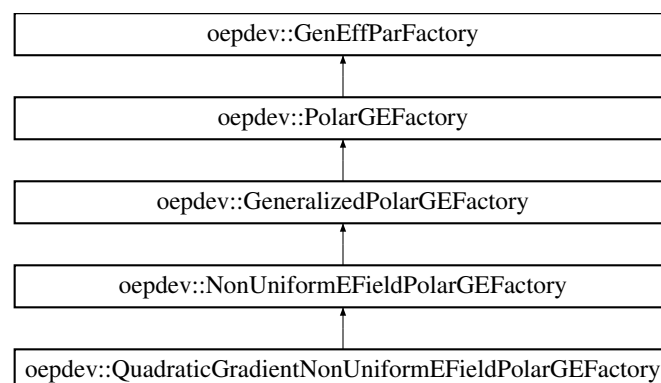 oepdev::GenEffParFactory
oepdev::PolarGEFactory
oepdev::GeneralizedPolarGEFactory
oepdev::NonUniformEFieldPolarGEFactory
oepdev::QuadraticGradientNonUniformEFieldPolarGEFactory